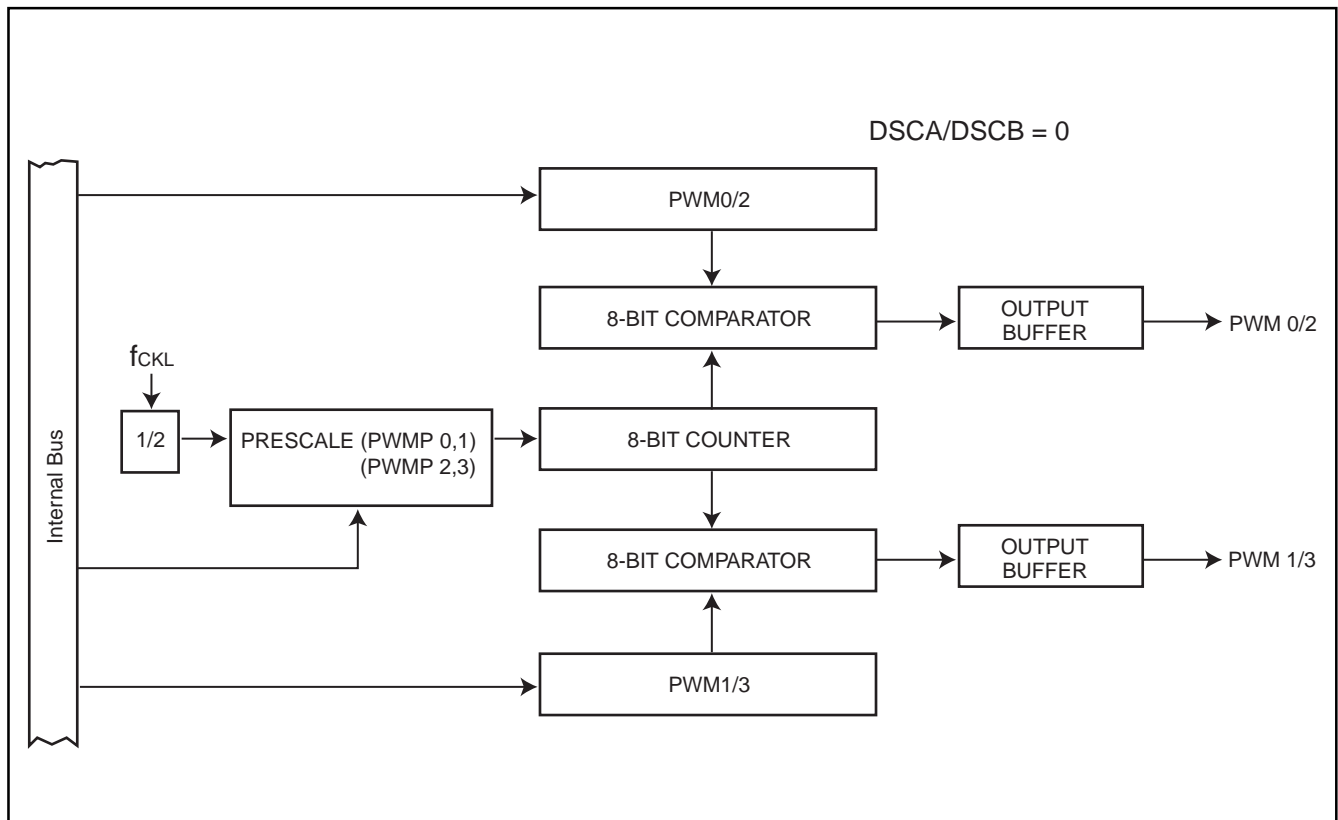 DSCA/DSCB = 0
PWM0/2
8-BIT COMPARATOR
OUTPUT
BUFFER
PWM 0/2
fCKL
1/2
PRESCALE (PWMP 0,1)
(PWMP 2,3)
8-BIT COUNTER
Internal Bus
8-BIT COMPARATOR
OUTPUT
BUFFER
PWM 1/3
PWM1/3